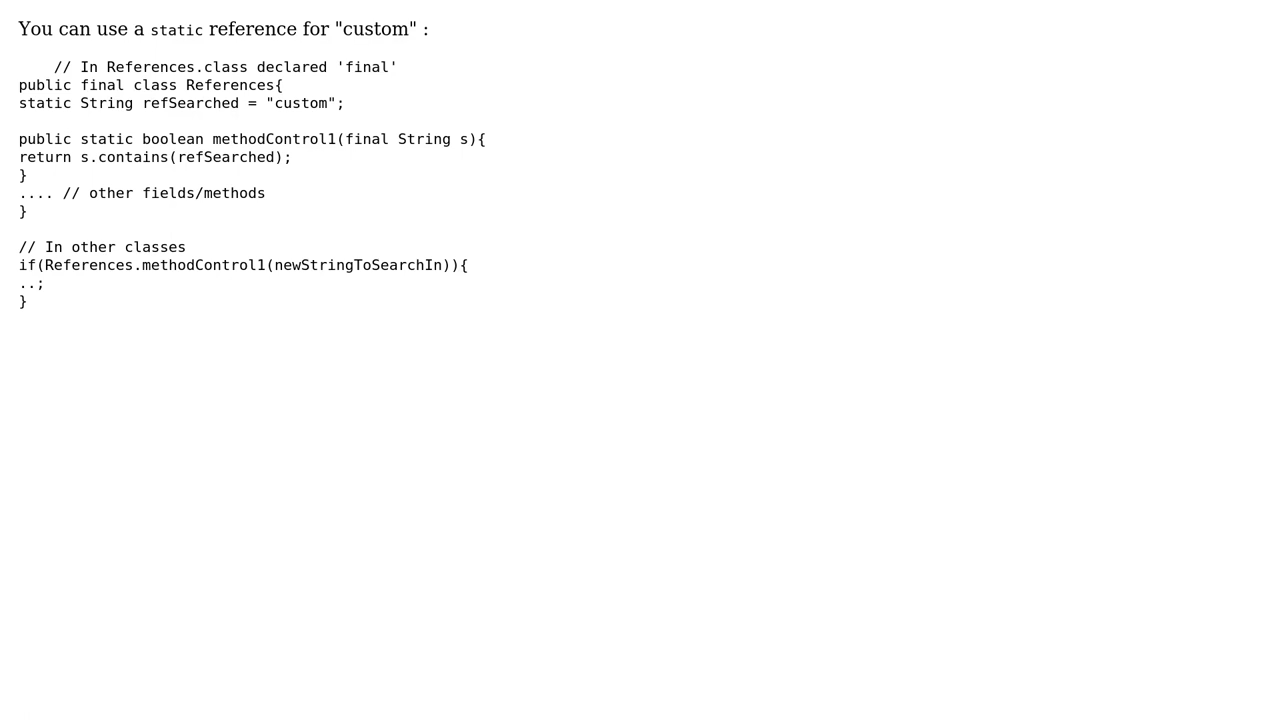 You can use a static reference for "custom" :
// In References.class declared 'final'
public final class References{
static String refSearched = "custom";
public static boolean methodControl1(final String s){
return s.contains(refSearched);
}
.... // other fields/methods
}
// In other classes
if(References.methodControl1(newStringToSearchIn)){
..;
}